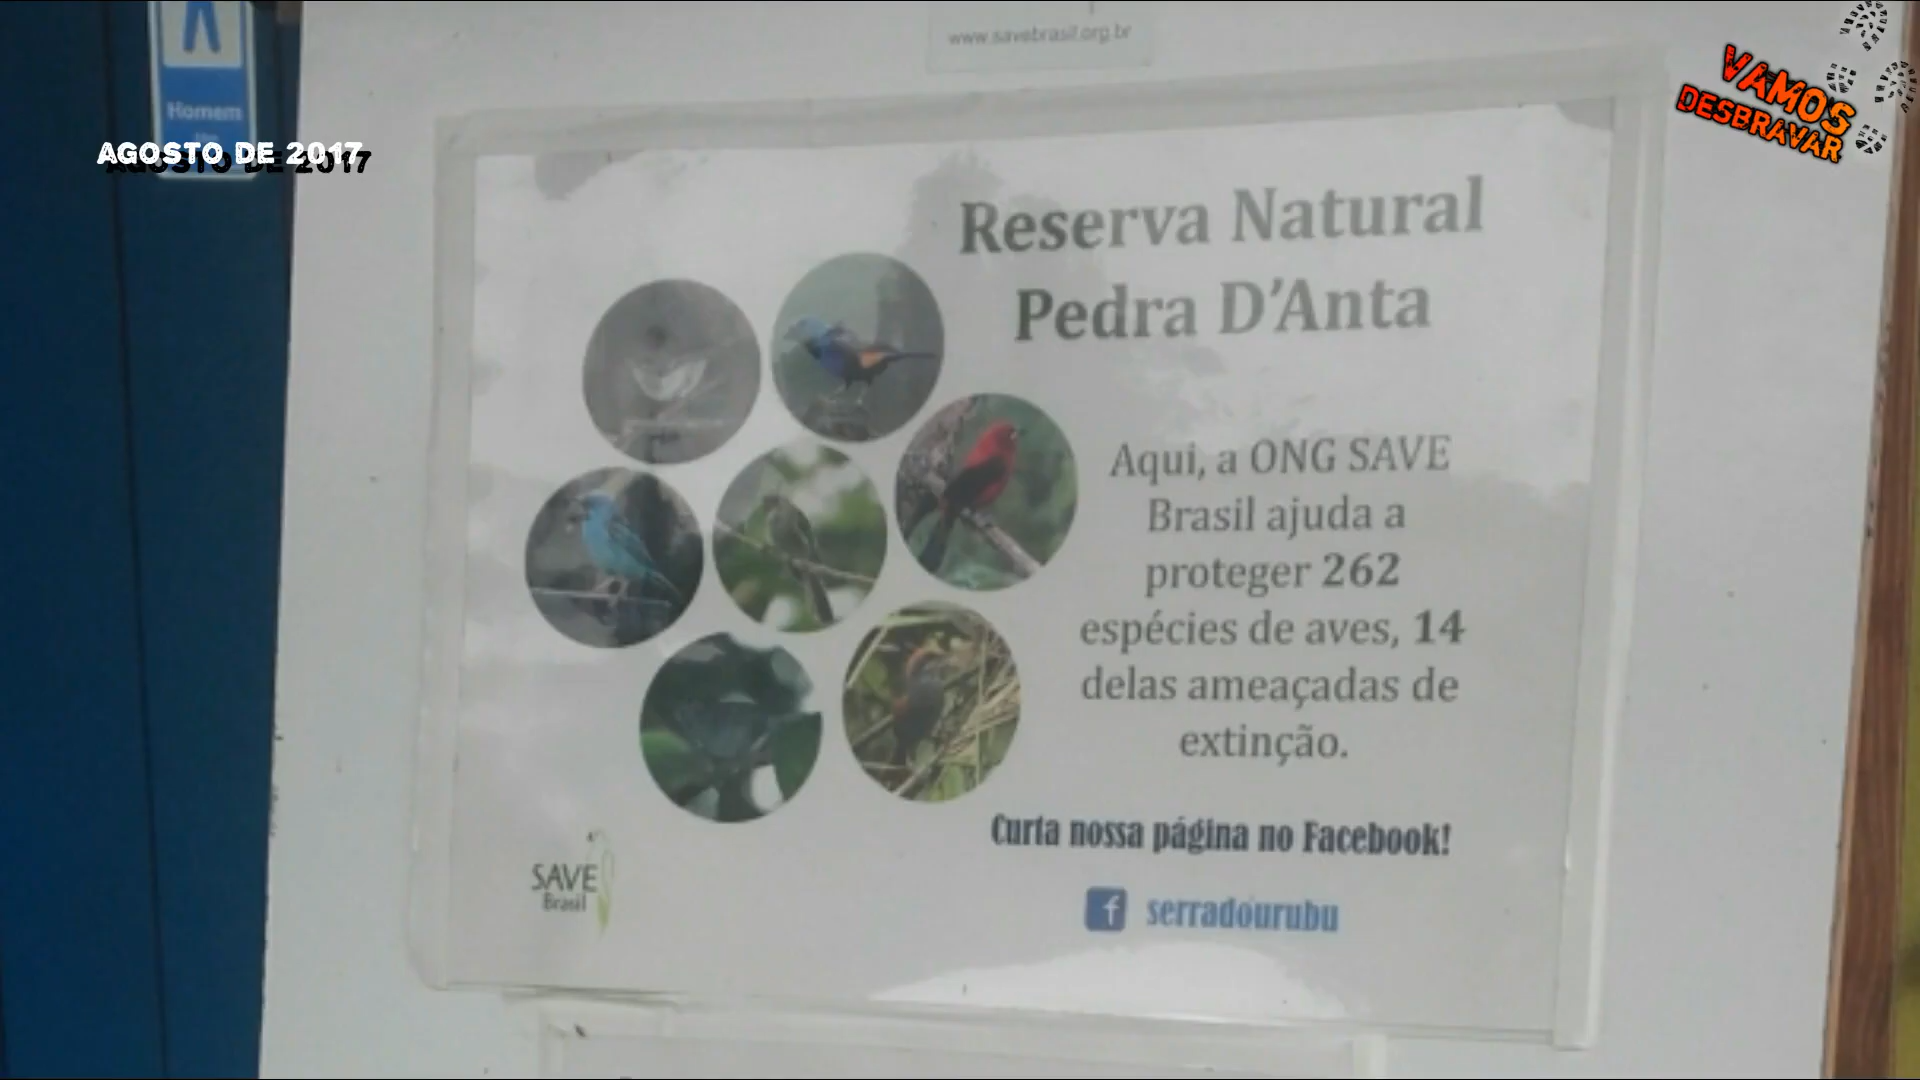 www.savebrasil.org.br
Homem
AGOSTO DE 2017
VAMOS
DESBRAVAR
Reserva Natural
Pedra D'Anta
Aqui, a ONG SAVE
Brasil ajuda a
proteger 262
espécies de aves, 14
delas ameaçadas de
extinção.
Curta nossa página no Facebook!
f serradourubu
SAVE
Brasil